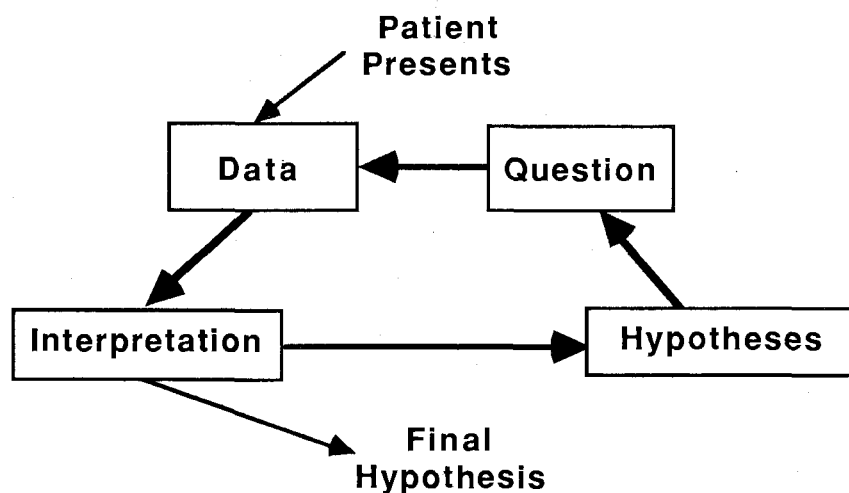 Patient
Presents
Data
Question
Interpretation
Hypotheses
Final
Hypothesis